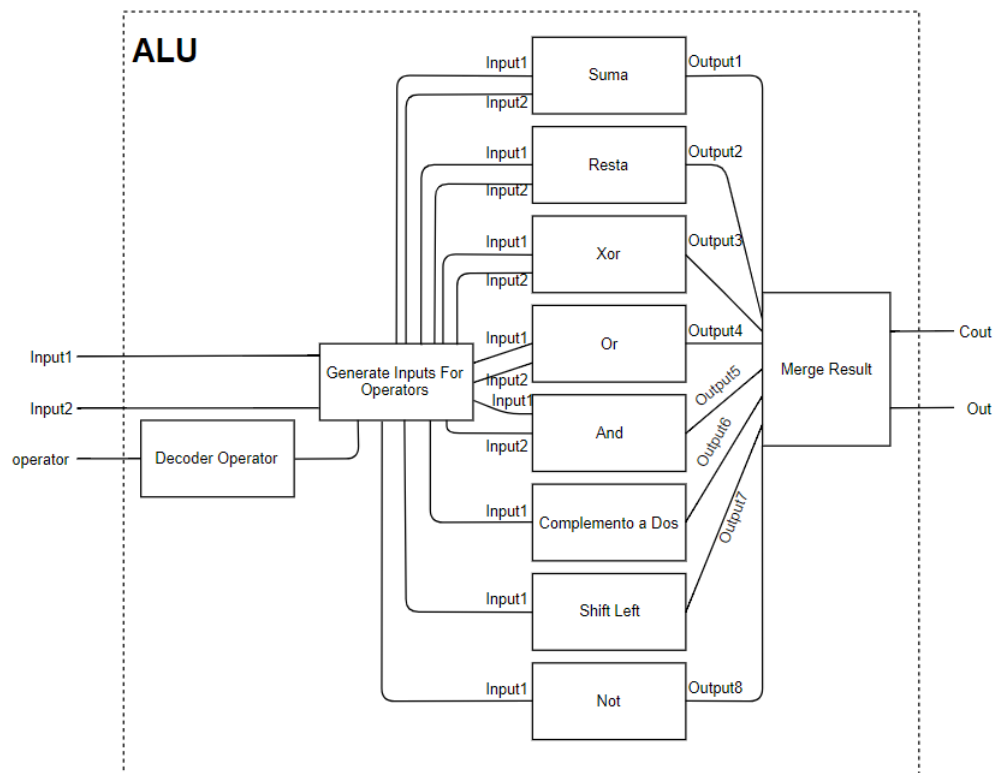 ALU
Input1
Suma
Output1
Input2
Input1
Resta
Output2
Input2
Input1
Xor
Output3
Input2
Input1
Or
Output4
Input2
Input1
Input2
Generate Inputs For
Operators
Merge Result
Cout
Out
Input1
And
Output5
Input2
operator
Decoder Operator
Output6
Input1
Complemento a Dos
Output7
Input1
Shift Left
Input1
Not
Output8